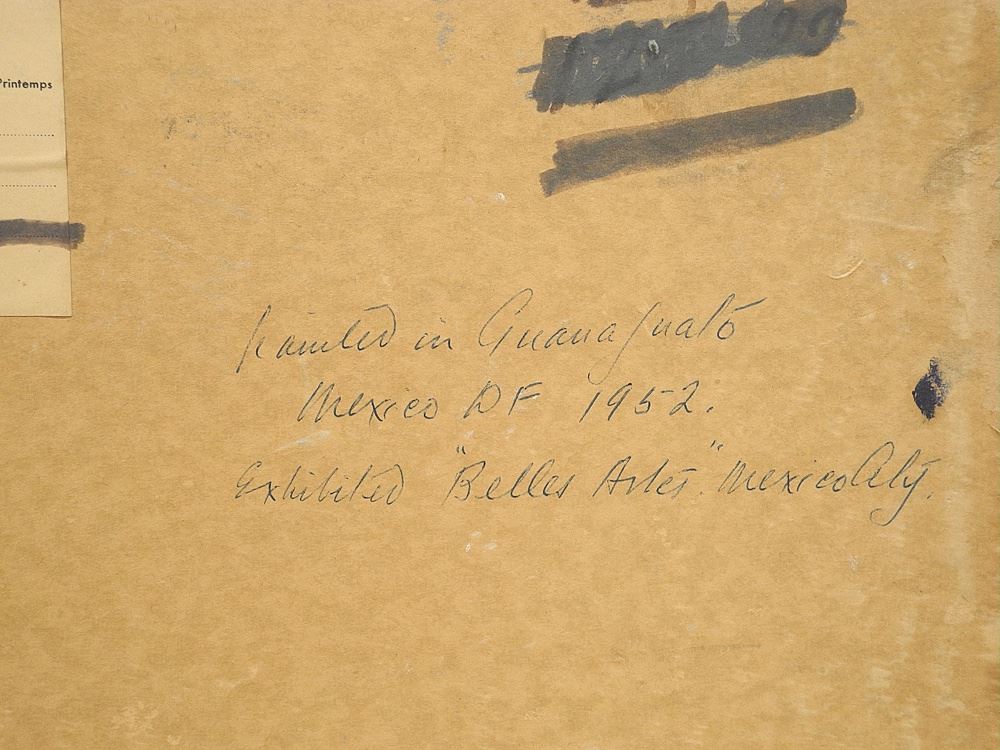 Printemps
Painted in Guanajuato
Mexico DF 1952.
Exhibited "Belles Artes". Mexico City.